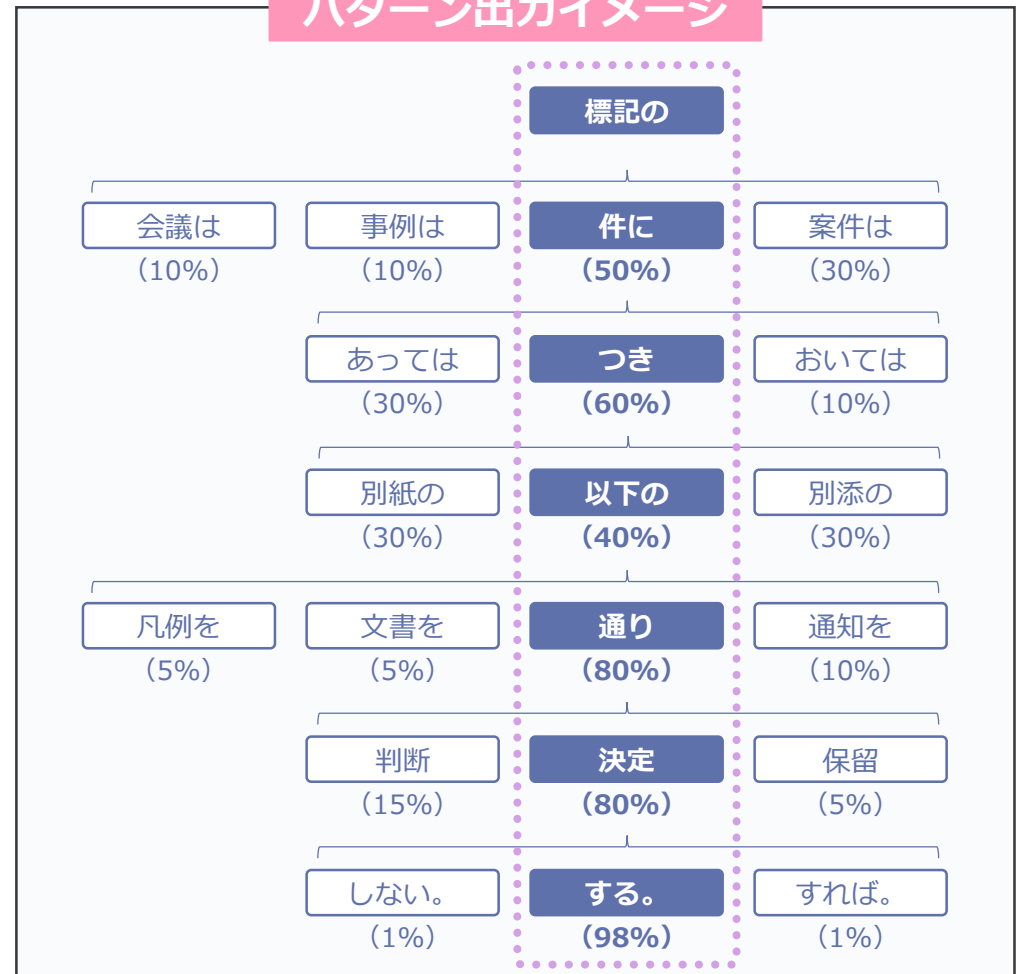 パターン出力イメージ
標記の
会議は 事例は 件に 案件は
（10%） （10%） （50%） （30%）
あっては つき おいては
（30%） （60%） （10%）
別紙の 以下の 別添の
（30%） （40%） （30%）
凡例を 文書を 通り 通知を
（5%） （5%） （80%） （10%）
判断 決定 保留
（15%） （80%） （5%）
しない。 する。 すれば。
（1%） （98%） （1%）